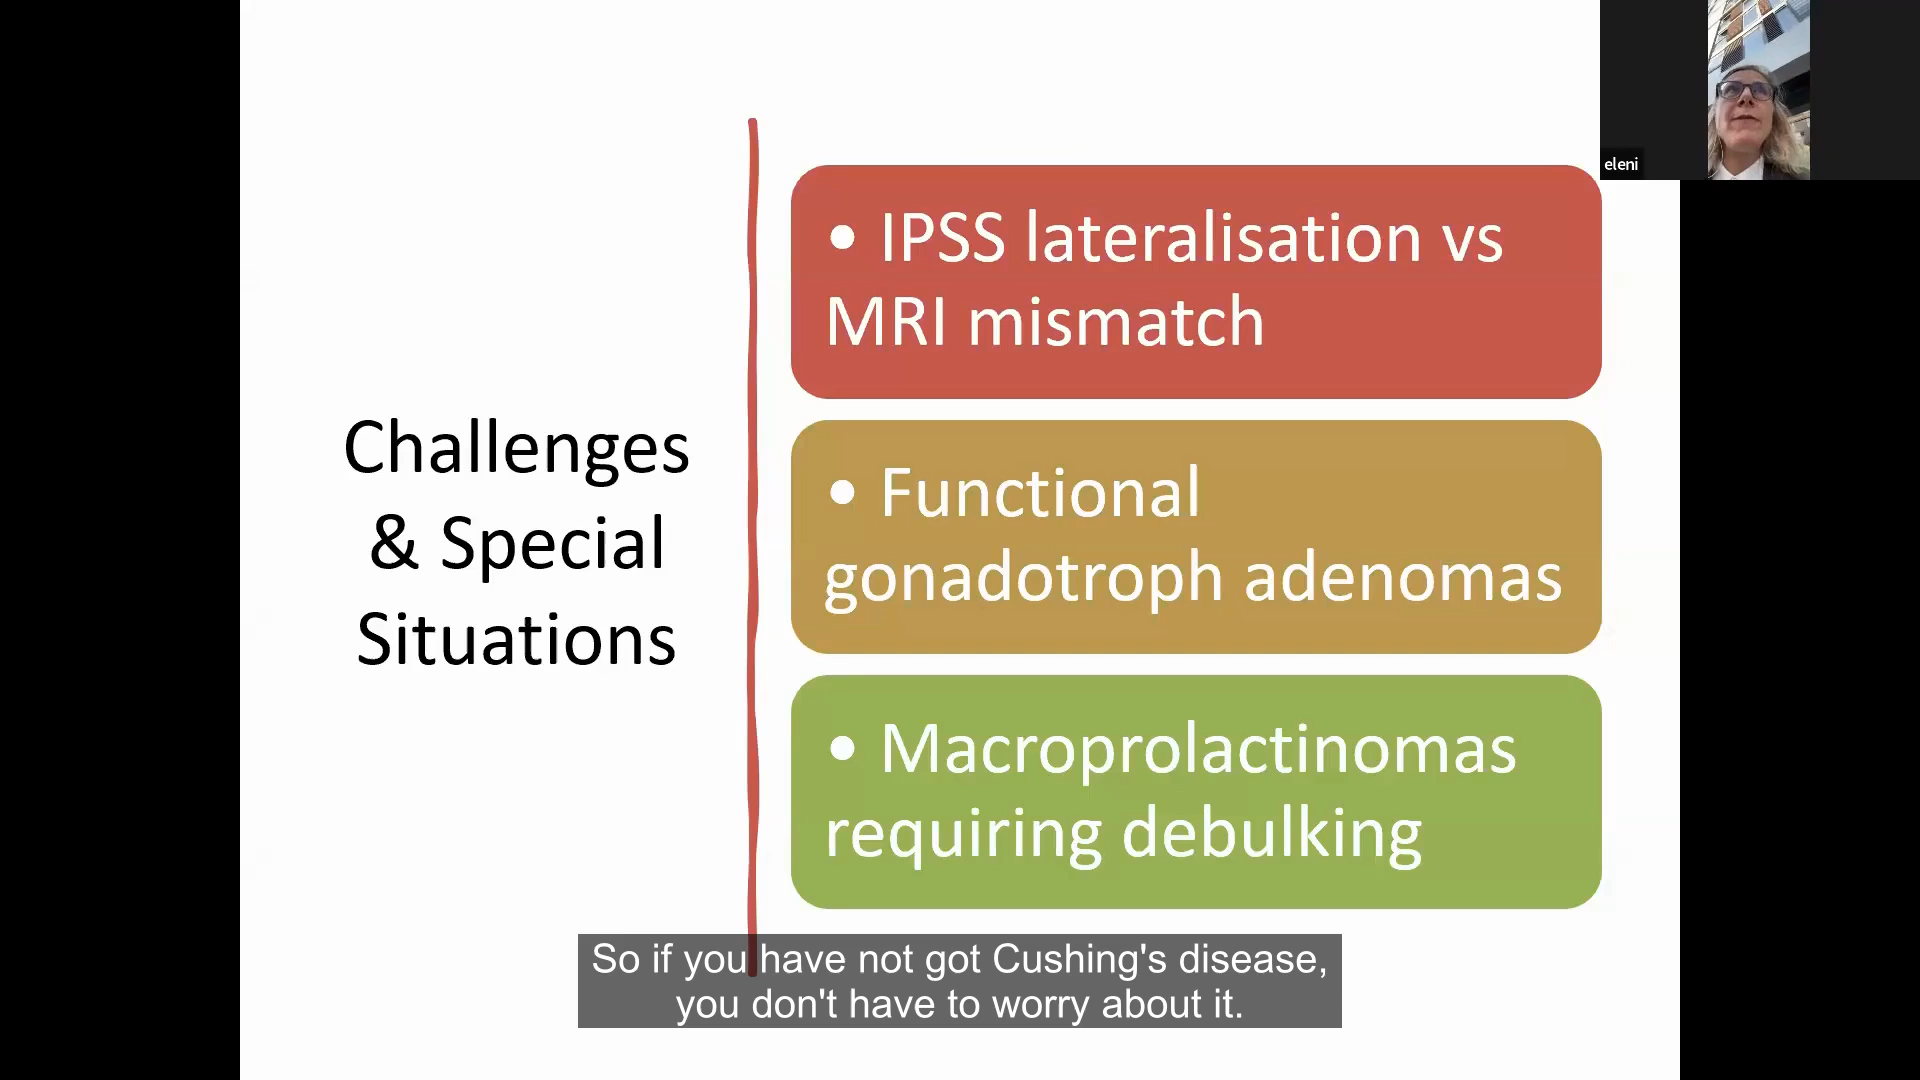 eleni
Challenges
& Special
Situations
• IPSS lateralisation vs
MRI mismatch
• Functional
gonadotroph adenomas
• Macroprolactinomas
requiring debulking
So if you have not got Cushing's disease,
you don't have to worry about it.